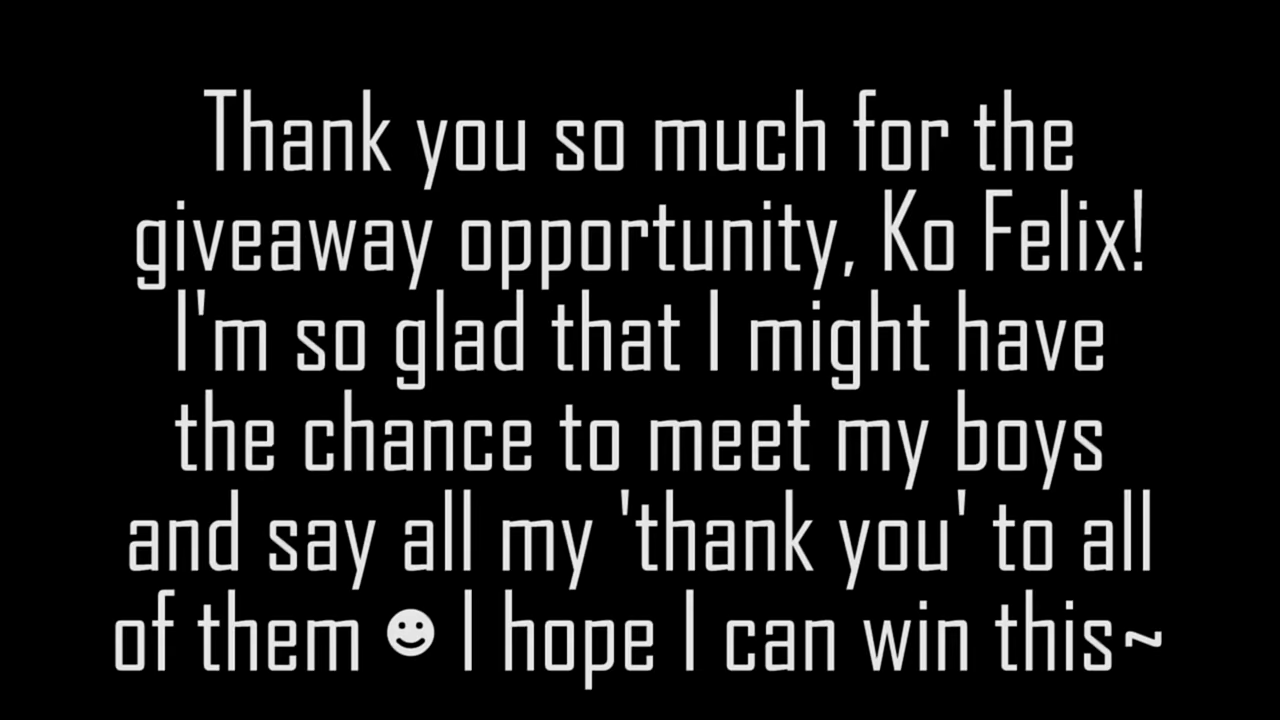 Thank you so much for the
giveaway opportunity, Ko Felix!
I'm so glad that I might have
the chance to meet my boys
and say all my 'thank you' to all
of them ☻ I hope I can win this~